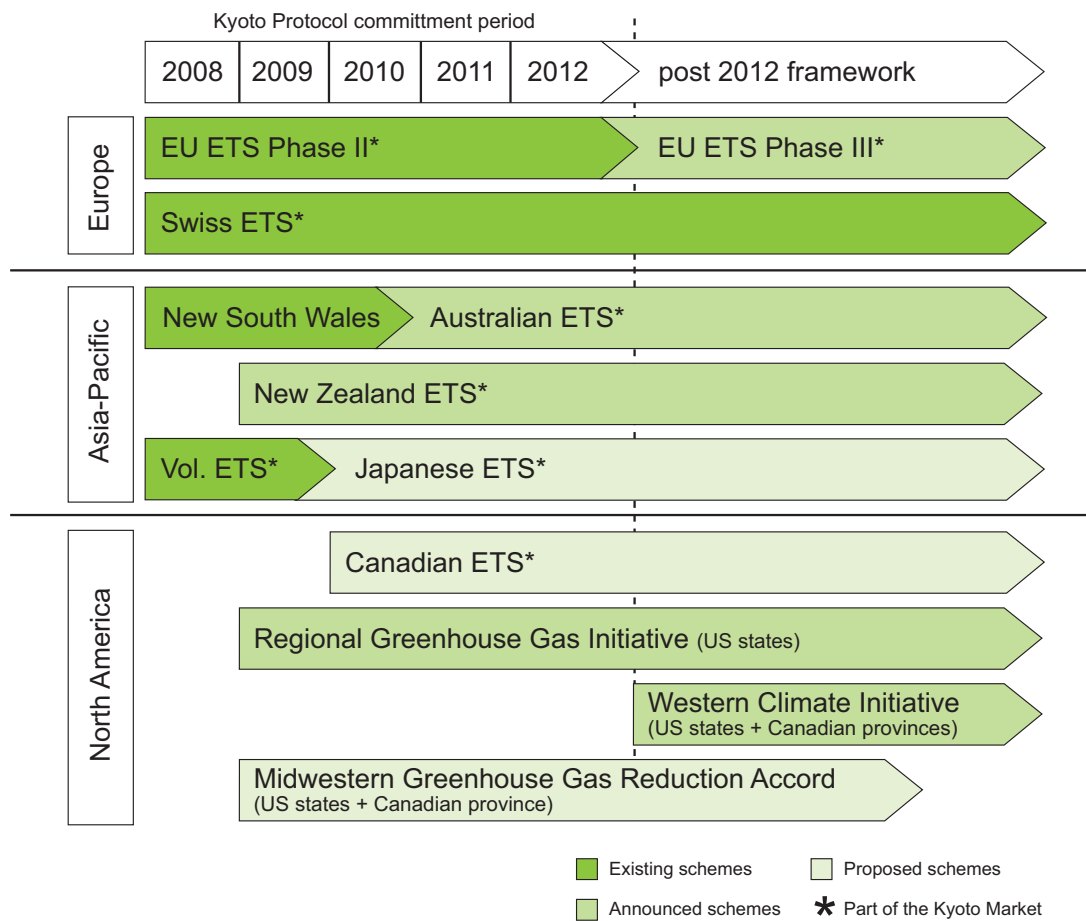 Kyoto Protocol committment period
2008 2009 2010 2011 2012 post 2012 framework
Europe
EU ETS Phase II* EU ETS Phase III*
Swiss ETS*
Asia-Pacific
New South Wales Australian ETS*
New Zealand ETS*
Vol. ETS* Japanese ETS*
North America
Canadian ETS*
Regional Greenhouse Gas Initiative (US states)
Western Climate Initiative
(US states + Canadian provinces)
Midwestern Greenhouse Gas Reduction Accord
(US states + Canadian province)
Existing schemes Proposed schemes
Announced schemes * Part of the Kyoto Market